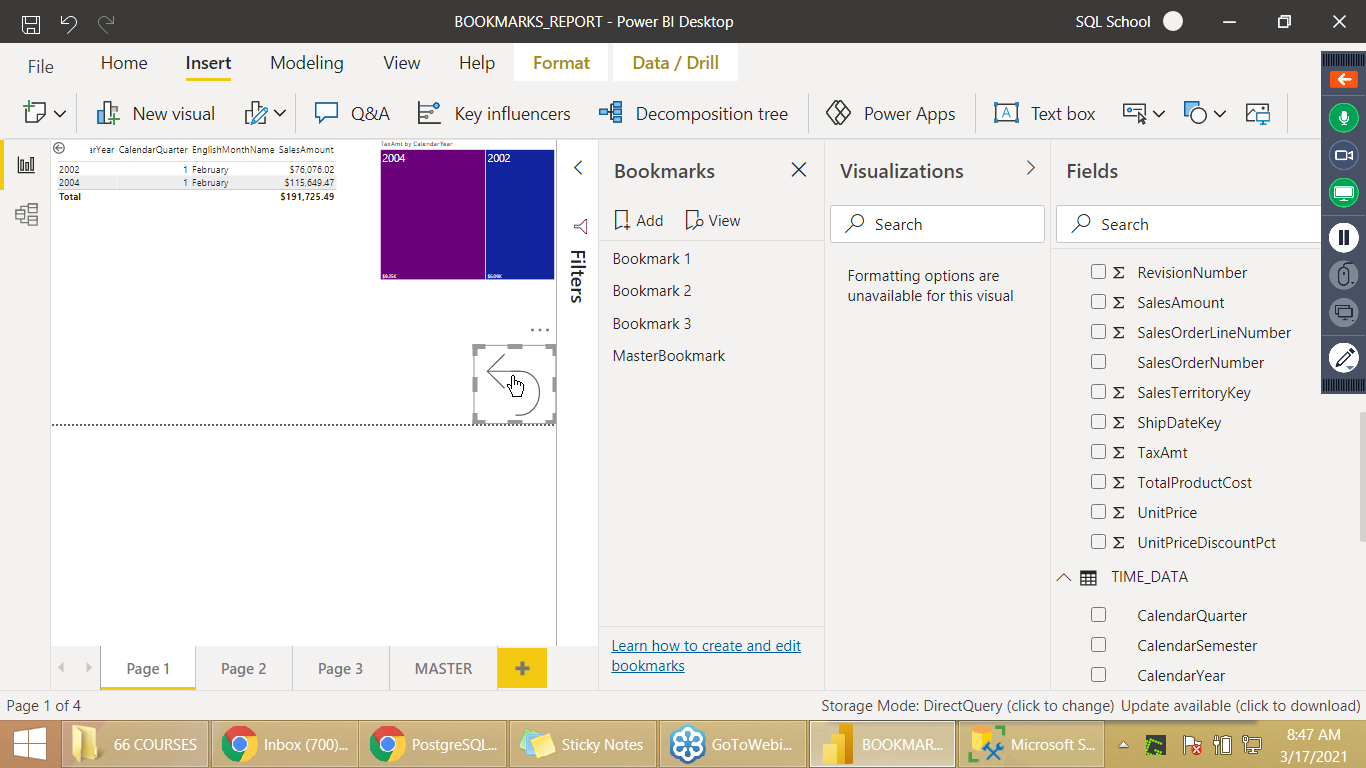 BOOKMARKS_REPORT - Power BI Desktop
SQL School
File Home Insert Modeling View Help Format Data / Drill
New visual Q&A Key influencers Decomposition tree Power Apps Text box
arYear CalendarQuarter EnglishMonthName SalesAmount
2002 1 February $76,076.02
2004 1 February $115,649.47
Total $191,725.49
TaxAmt by CalendarYear
2004 2002
$9.25K $6.09K
Filters
Bookmarks
Add View
Bookmark 1
Bookmark 2
Bookmark 3
MasterBookmark
Learn how to create and edit
bookmarks
Visualizations
Search
Formatting options are
unavailable for this visual
Fields
Search
Σ RevisionNumber
Σ SalesAmount
Σ SalesOrderLineNumber
SalesOrderNumber
Σ SalesTerritoryKey
Σ ShipDateKey
Σ TaxAmt
Σ TotalProductCost
Σ UnitPrice
Σ UnitPriceDiscountPct
TIME_DATA
CalendarQuarter
CalendarSemester
CalendarYear
Page 1 Page 2 Page 3 MASTER +
Page 1 of 4
Storage Mode: DirectQuery (click to change) Update available (click to download)
66 COURSES Inbox (700)... PostgreSQL... Sticky Notes GoToWebi... BOOKMAR... Microsoft S...
8:47 AM
3/17/2021